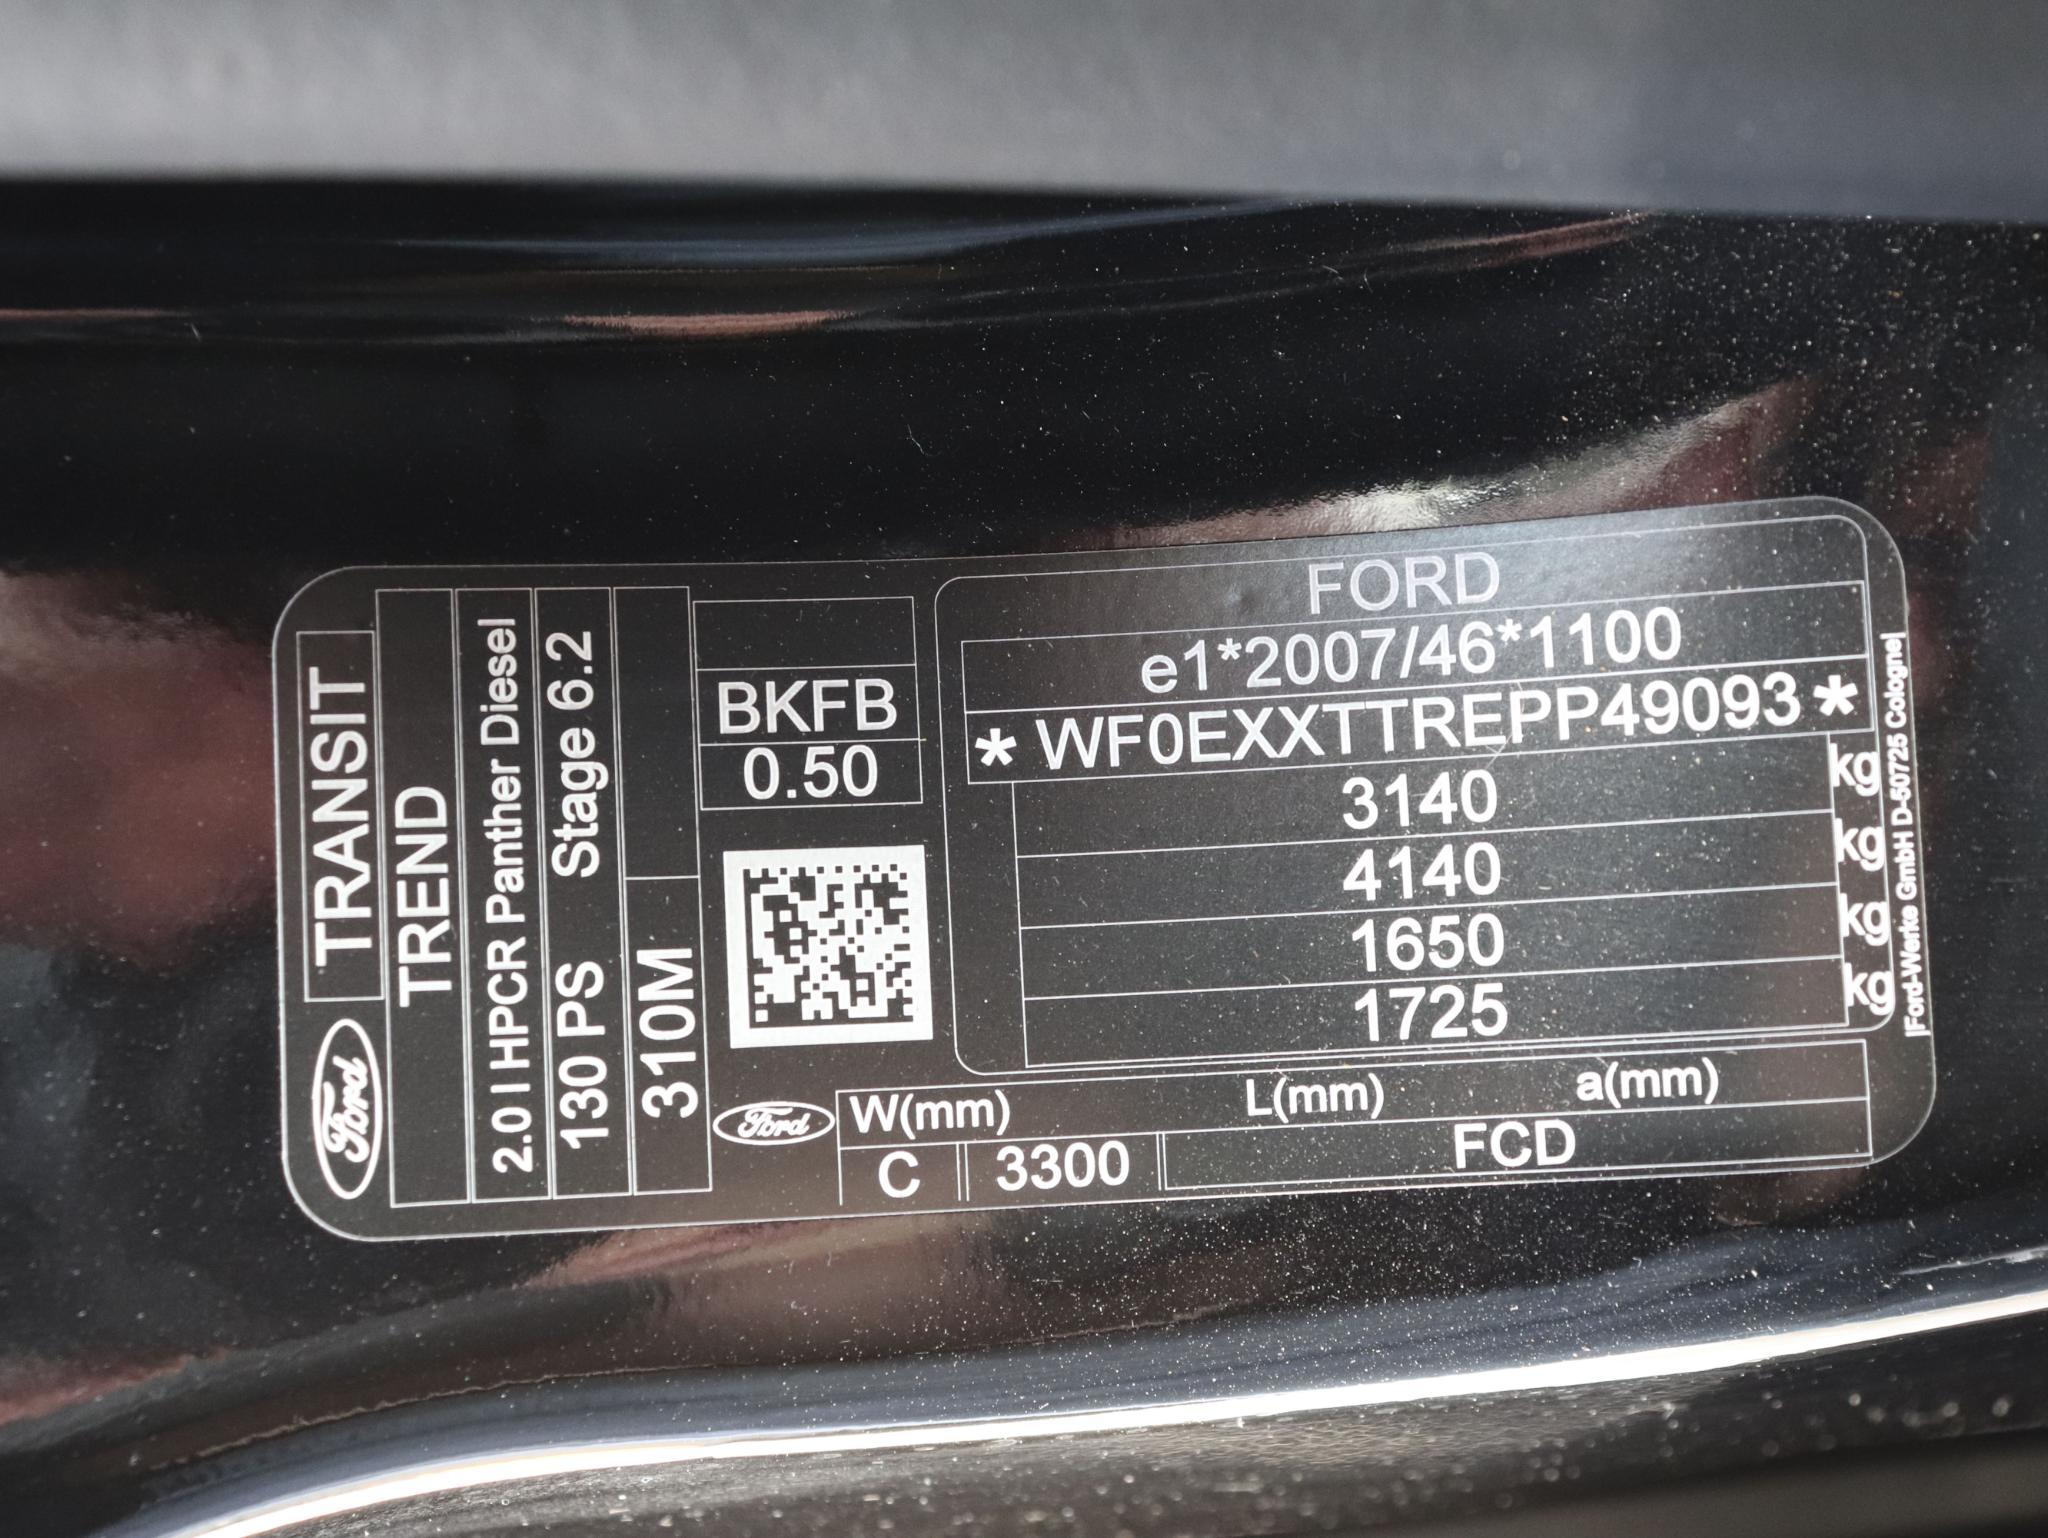 TRANSIT
TREND
2.0 l HPCR Panther Diesel
130 PS Stage 6.2
310M
Ford
BKFB
0.50
Ford
FORD
e1*2007/46*1100
* WF0EXXTTREPP49093 *
3140 kg
4140 kg
1650 kg
1725 kg
W(mm) L(mm) a(mm)
C 3300 FCD
|Ford-Werke GmbH D-50725 Cologne|